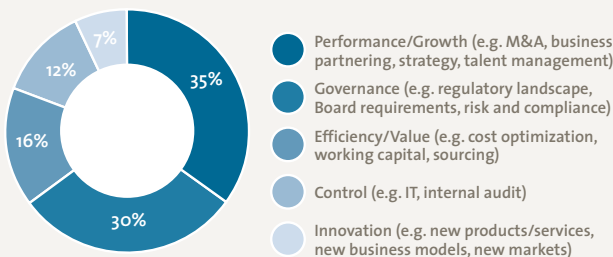 7%
12%
35%
16%
30%
Performance/Growth (e.g. M&A, business
partnering, strategy, talent management)
Governance (e.g. regulatory landscape,
Board requirements, risk and compliance)
Efficiency/Value (e.g. cost optimization,
working capital, sourcing)
Control (e.g. IT, internal audit)
Innovation (e.g. new products/services,
new business models, new markets)